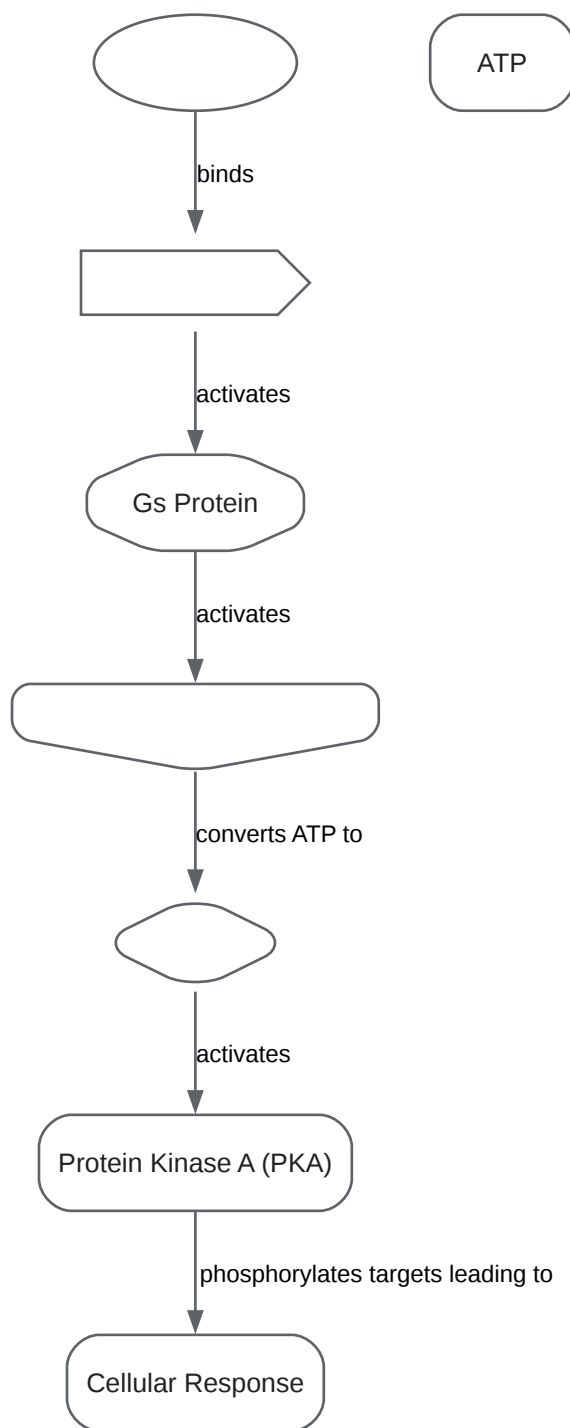 ATP
binds
activates
Gs Protein
activates
converts ATP to
activates
Protein Kinase A (PKA)
phosphorylates targets leading to
Cellular Response